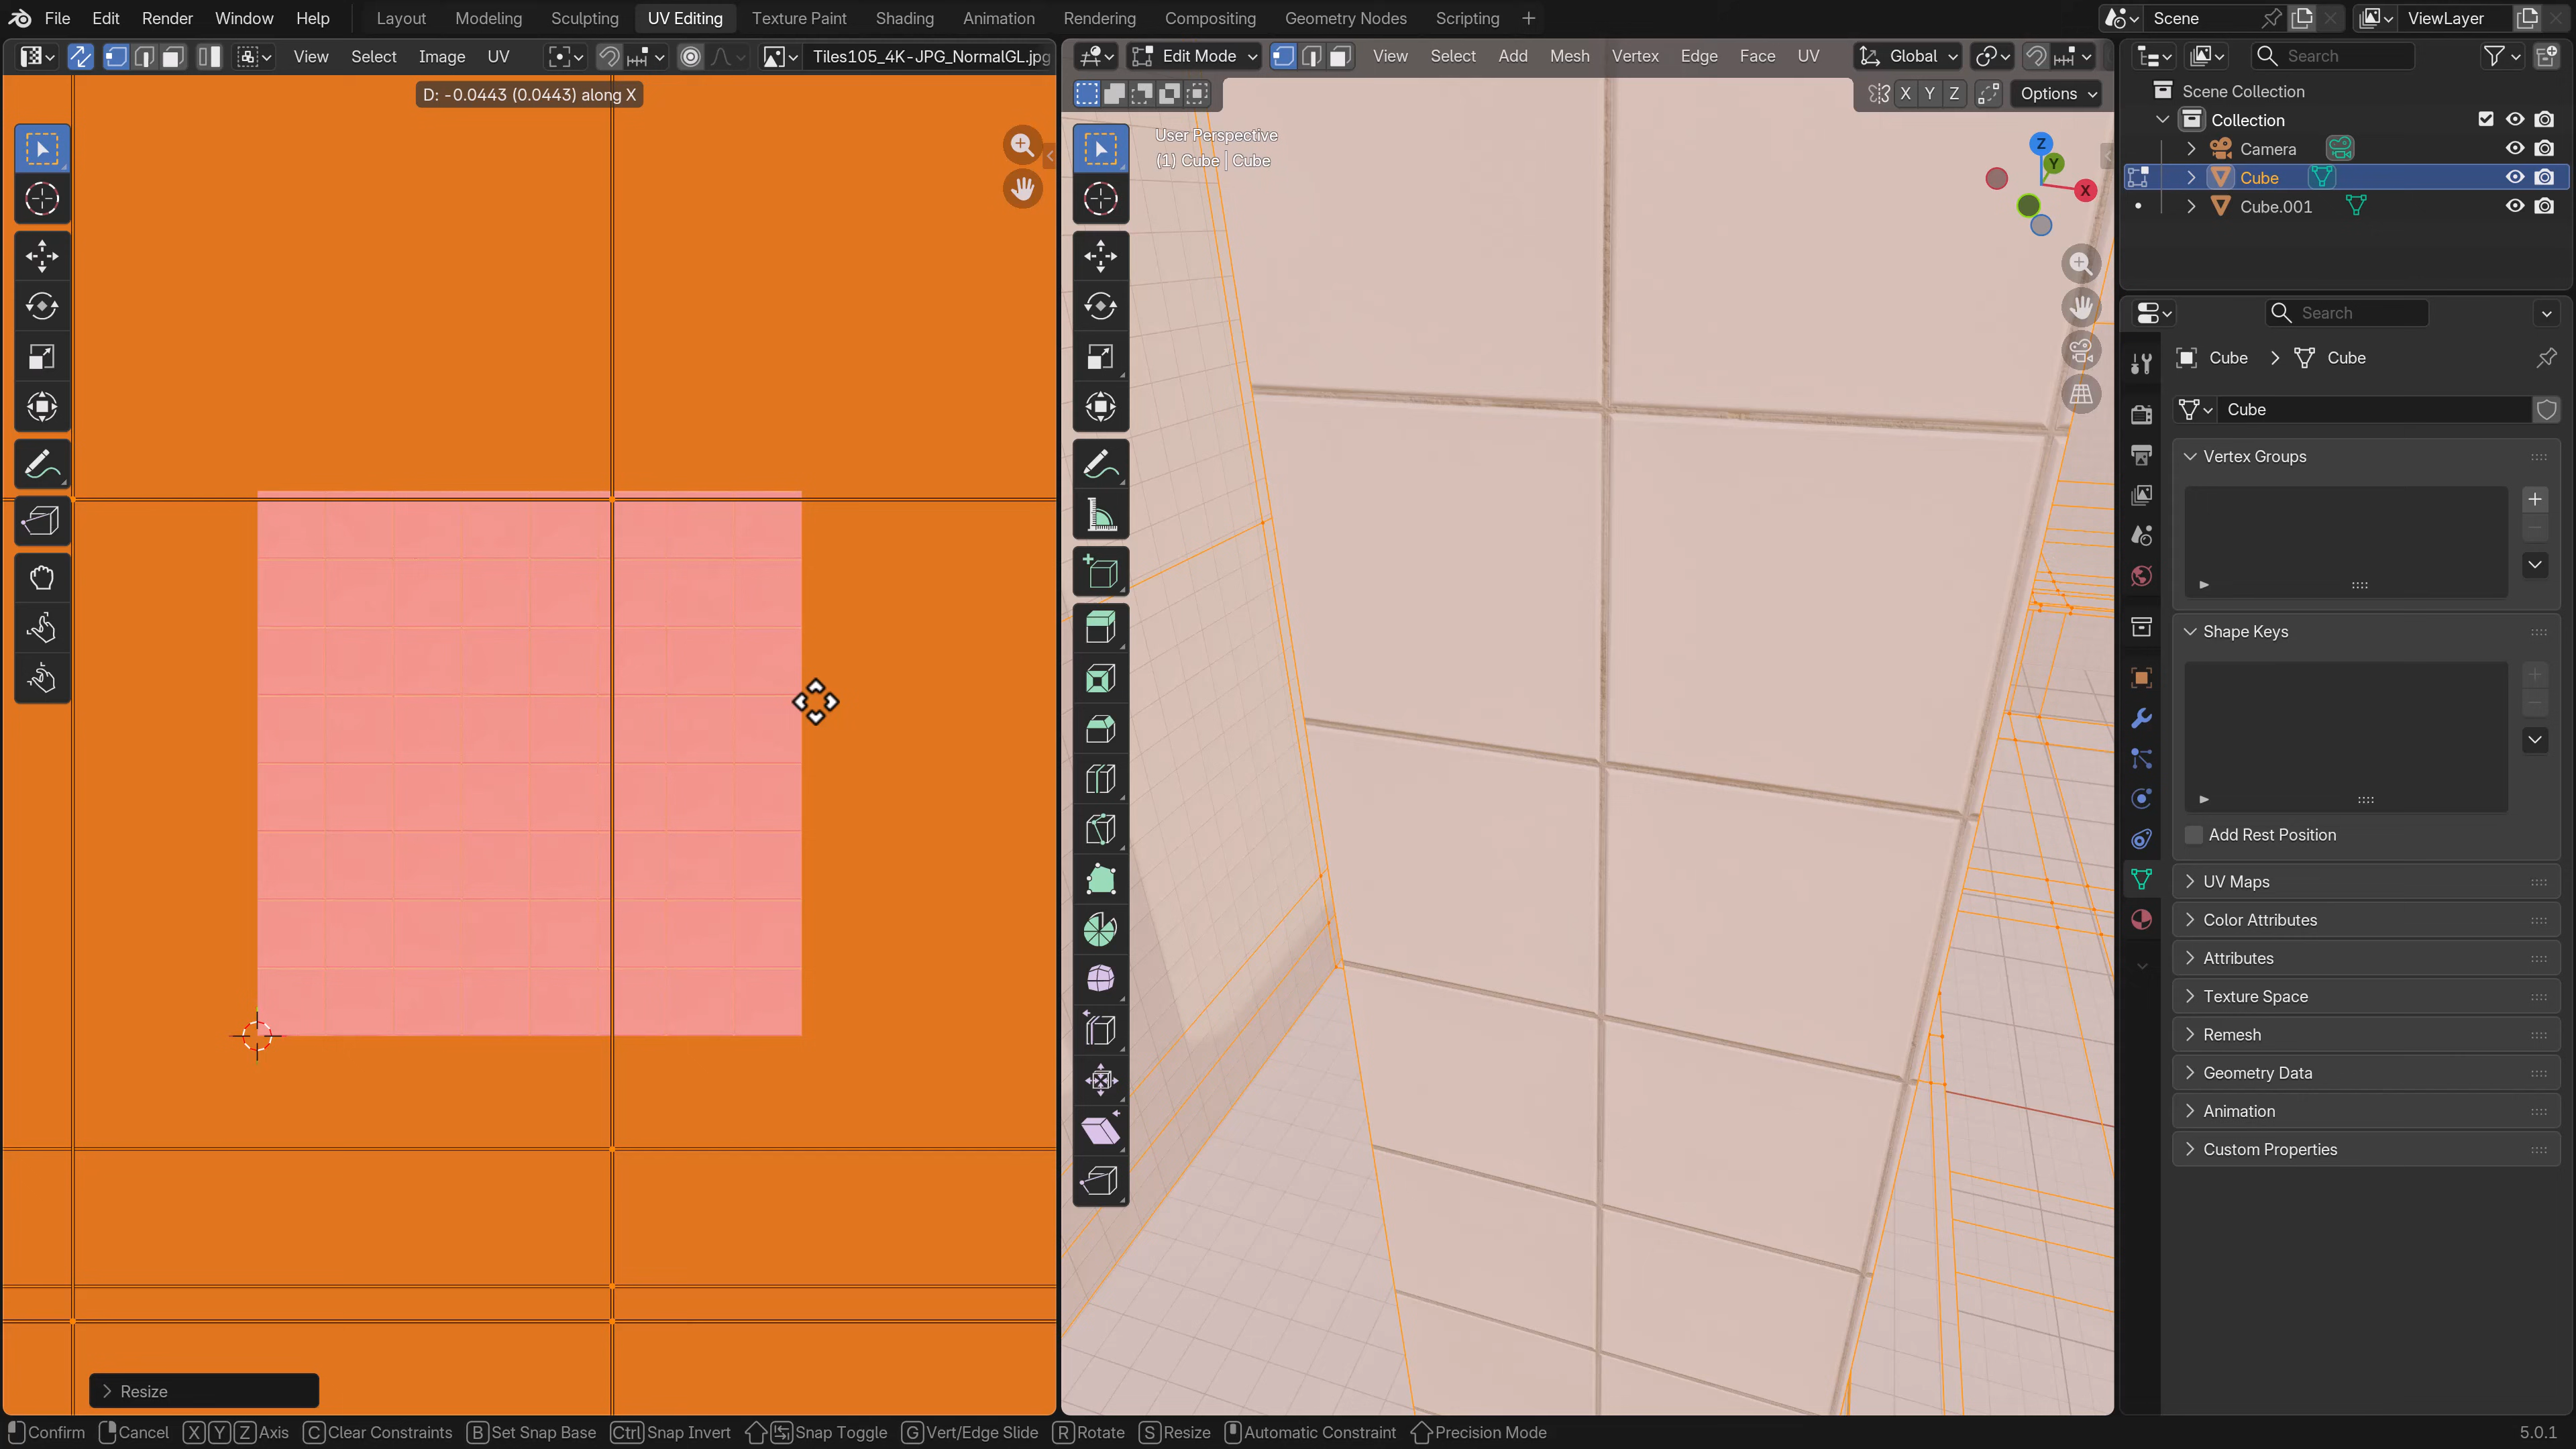 File Edit Render Window Help Layout Modeling Sculpting UV Editing Texture Paint Shading Animation Rendering Compositing Geometry Nodes Scripting Scene ViewLayer
View Select Image UV Tiles105_4K-JPG_NormalGL.jpg
Edit Mode View Select Add Mesh Vertex Edge Face UV Global
Search
D: -0.0443 (0.0443) along X
X Y Z Options
User Perspective
(1) Cube | Cube
Z
Y
X
Scene Collection
Collection
Camera
Cube
Cube.001
Search
Cube Cube
Cube
Vertex Groups
Shape Keys
Add Rest Position
UV Maps
Color Attributes
Attributes
Texture Space
Remesh
Geometry Data
Animation
Custom Properties
Resize
Confirm Cancel X Y Z Axis C Clear Constraints B Set Snap Base Ctrl Snap Invert Snap Toggle G Vert/Edge Slide R Rotate S Resize Automatic Constraint Precision Mode 5.0.1